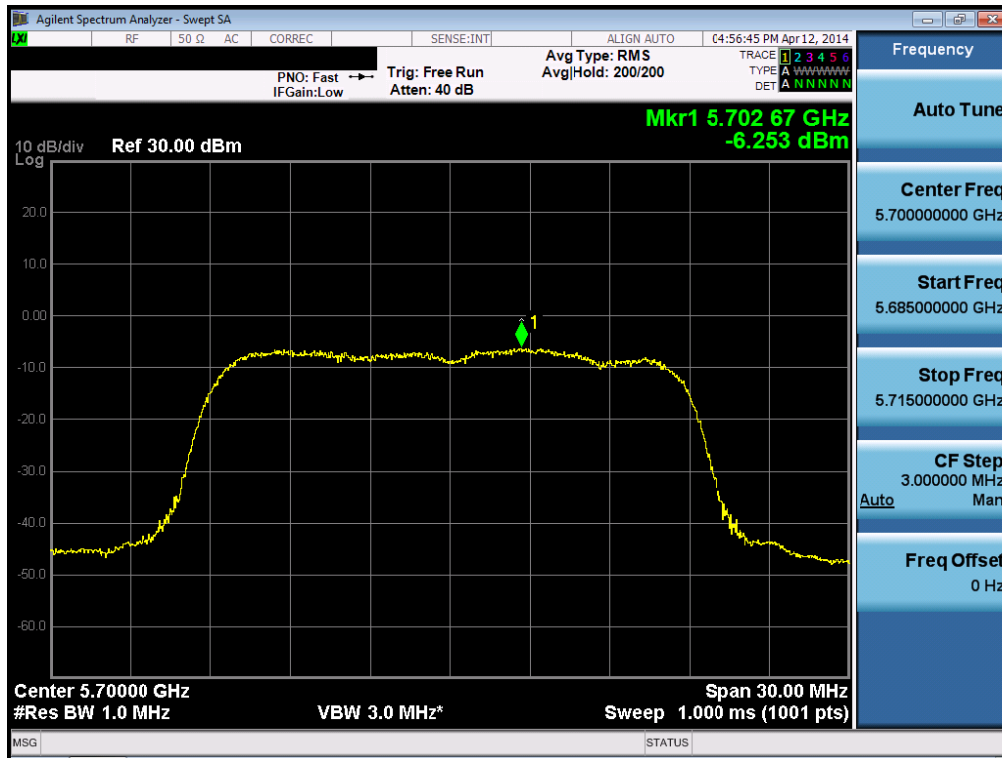 Agilent Spectrum Analyzer - Swept SA
LXI RF 50 Ω AC CORREC SENSE:INT ALIGN AUTO 04:56:45 PM Apr 12, 2014
Frequency
PNO: Fast Trig: Free Run Avg Type: RMS TRACE 1 2 3 4 5 6
IFGain:Low Atten: 40 dB Avg|Hold: 200/200 TYPE A WWWWW
DET A N N N N N
Auto Tune
Mkr1 5.702 67 GHz
-6.253 dBm
10 dB/div Ref 30.00 dBm
Log
20.0
10.0
0.00
-10.0
-20.0
-30.0
-40.0
-50.0
-60.0
1
Center Freq
5.700000000 GHz
Start Freq
5.685000000 GHz
Stop Freq
5.715000000 GHz
CF Step
3.000000 MHz
Auto Man
Freq Offset
0 Hz
Center 5.70000 GHz Span 30.00 MHz
#Res BW 1.0 MHz VBW 3.0 MHz* Sweep 1.000 ms (1001 pts)
MSG STATUS